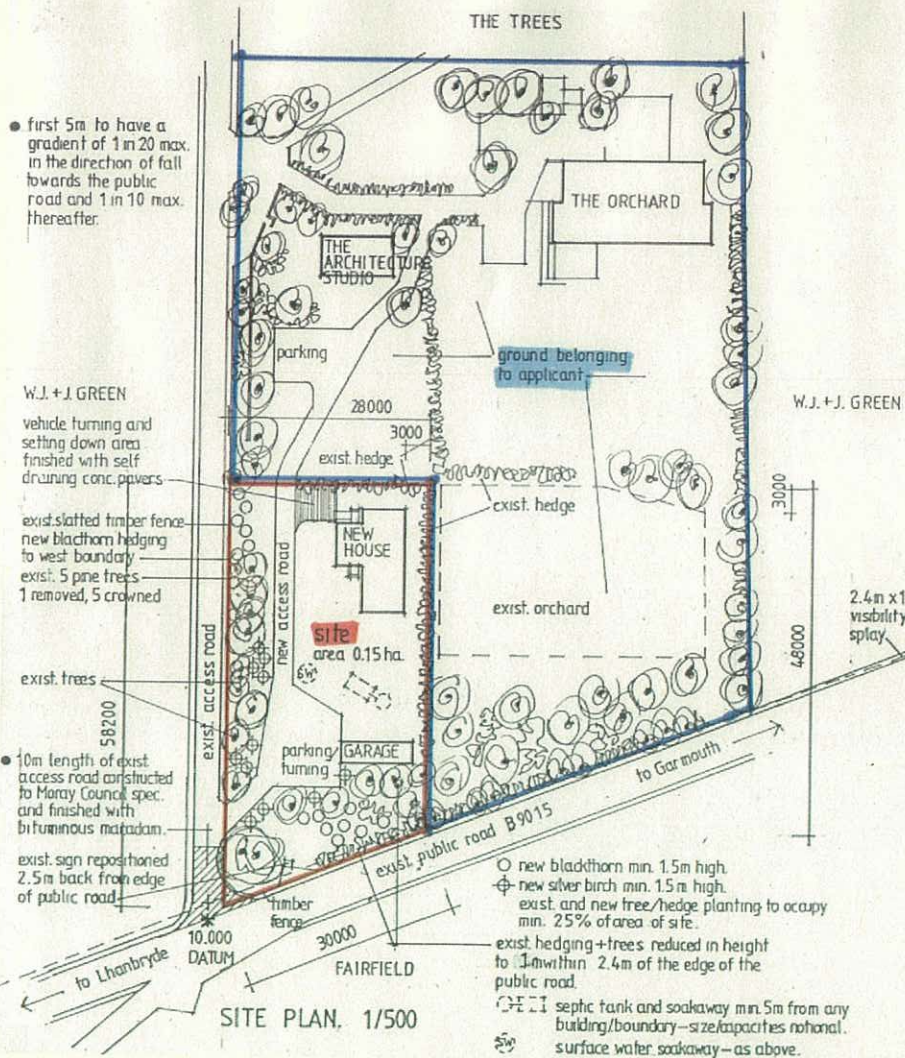 THE TREES
● first 5m to have a
gradient of 1 in 20 max.
in the direction of fall
towards the public
road and 1 in 10 max.
thereafter.
THE ORCHARD
THE
ARCHITECTURE
STUDIO
parking
ground belonging
to applicant
W.J. + J. GREEN
W.J. + J. GREEN
28000
3000
vehicle turning and
setting down area
finished with self
draining conc. pavers
exist. hedge
exist. hedge
3000
exist. slatted timber fence
new blackthorn hedging
to west boundary
exist. 5 pine trees
1 removed, 5 crowned
NEW
HOUSE
new access road
exist. orchard
site
area 0.15 ha.
2.4m x 1
visibility
splay
48000
exist. trees
exist. access road
58200
SW
parking/
turning
GARAGE
to Garmouth
● 10m length of exist
access road constructed
to Moray Council spec.
and finished with
bituminous macadam.
exist. public road B9015
exist. sign repositioned
2.5m back from edge
of public road
timber
fence
10.000
DATUM
30000
to Lhanbryde
FAIRFIELD
new blackthorn min. 1.5m high.
new silver birch min. 1.5m high.
exist. and new tree/hedge planting to occupy
min. 25% of area of site.
exist. hedging + trees reduced in height
to 1m within 2.4m of the edge of the
public road.
septic tank and soakaway min. 5m from any
building/boundary - size/capacities notional.
SW surface water soakaway - as above.
SITE PLAN. 1/500